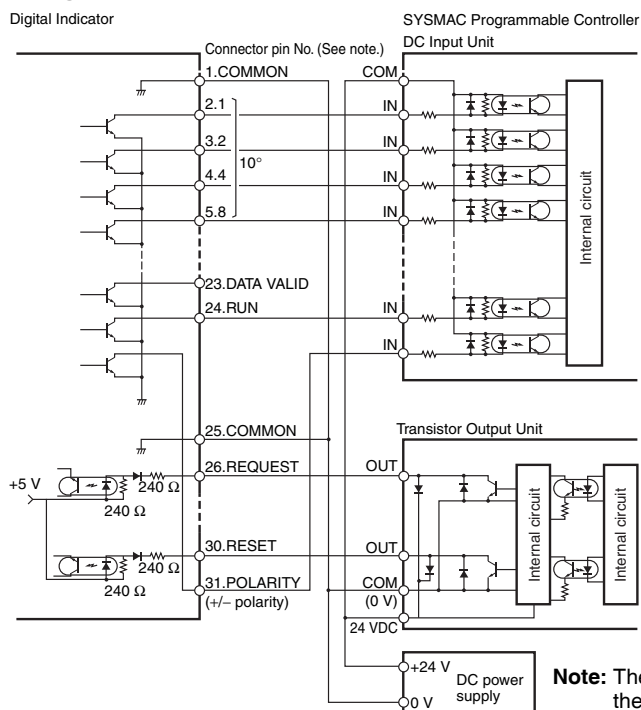 Digital Indicator
SYSMAC Programmable Controller
DC Input Unit
Connector pin No. (See note.)
1.COMMON
COM
2.1
IN
3.2
IN
10°
4.4
IN
5.8
IN
Internal circuit
23.DATA VALID
24.RUN
IN
IN
25.COMMON
Transistor Output Unit
26.REQUEST
OUT
+5 V
240 Ω
240 Ω
Internal circuit
Internal circuit
30.RESET
OUT
240 Ω
240 Ω
31.POLARITY
(+/– polarity)
COM
(0 V)
24 VDC
+24 V
DC power
supply
0 V
Note: The
the